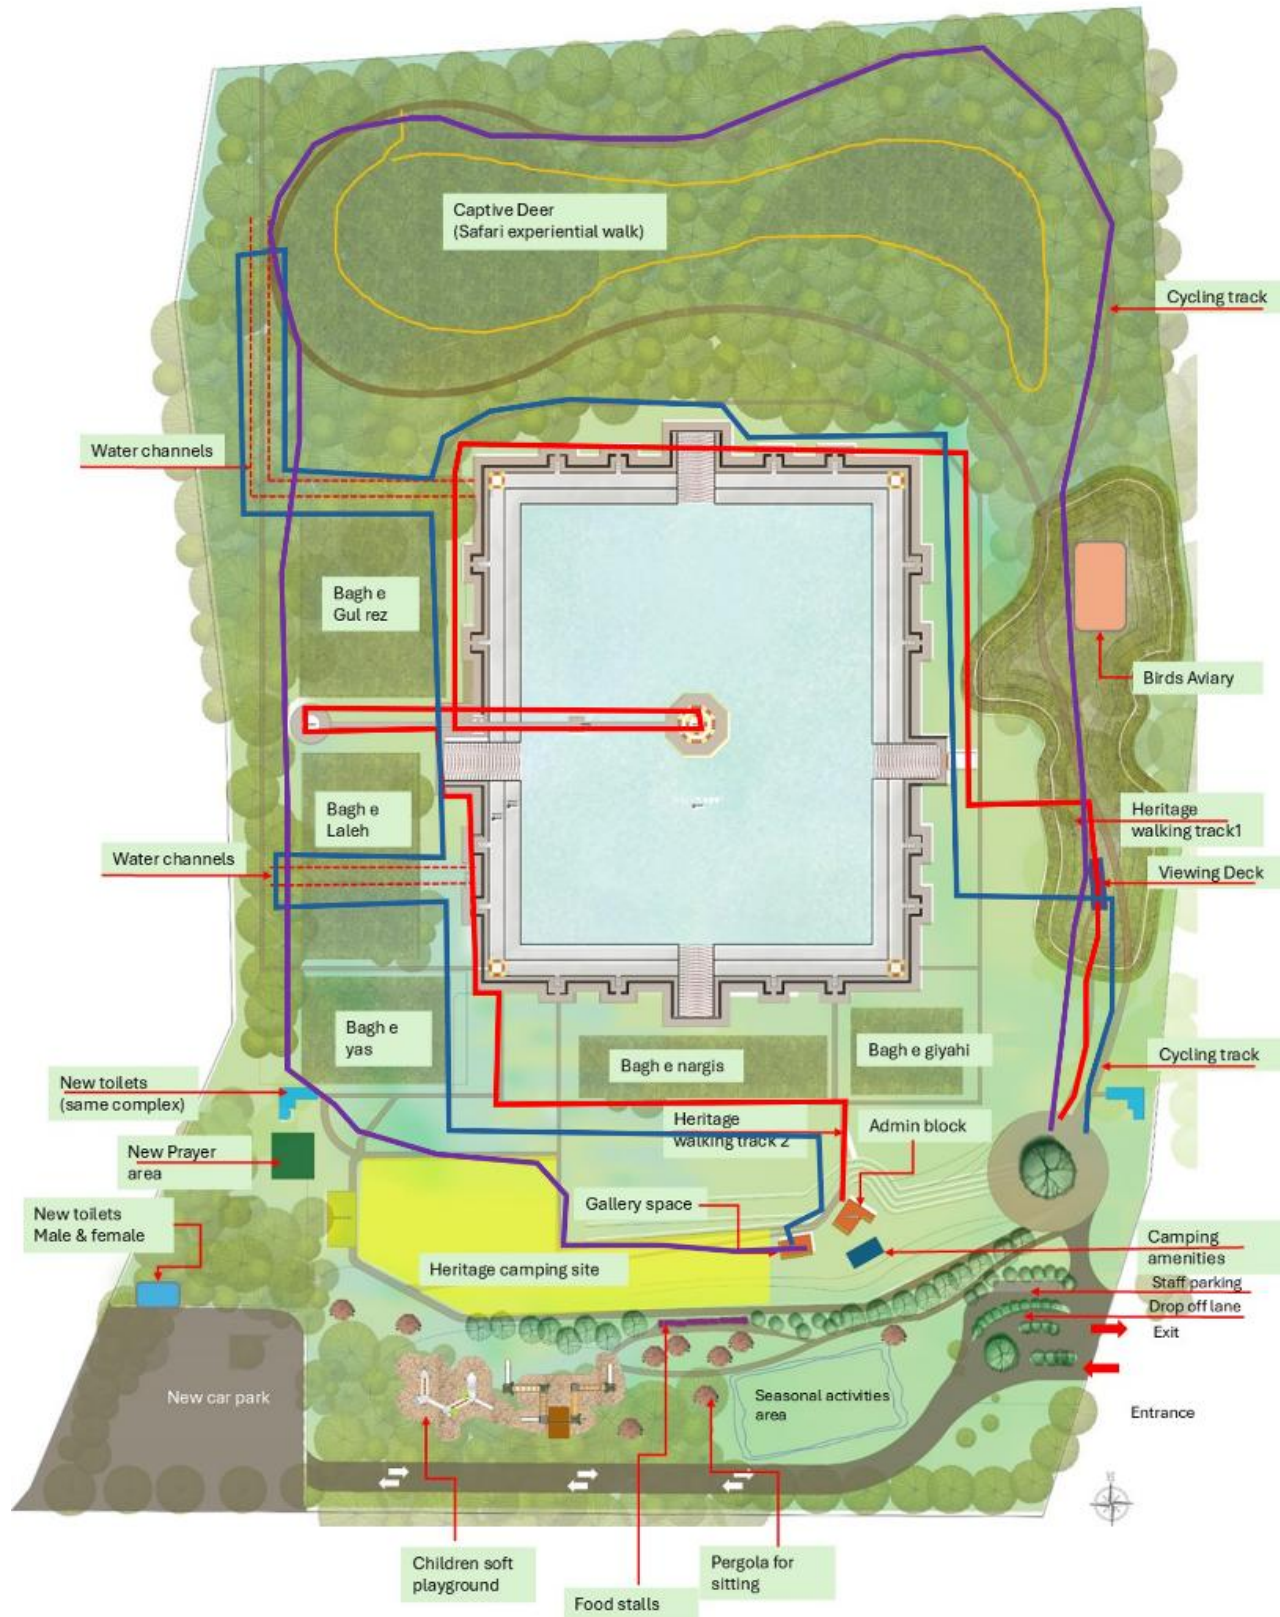 Captive Deer
(Safari experiential walk)
Cycling track
Water channels
Bagh e
Gul rez
Birds Aviary
Bagh e
Laleh
Heritage
walking track1
Water channels
Viewing Deck
Bagh e
yas
Bagh e nargis
Bagh e giyahi
Cycling track
New toilets
(same complex)
Heritage
walking track 2
Admin block
New Prayer
area
Gallery space
New toilets
Male & female
Camping
amenities
Heritage camping site
Staff parking
Drop off lane
Exit
New car park
Seasonal activities
area
Entrance
Children soft
playground
Pergola for
sitting
Food stalls